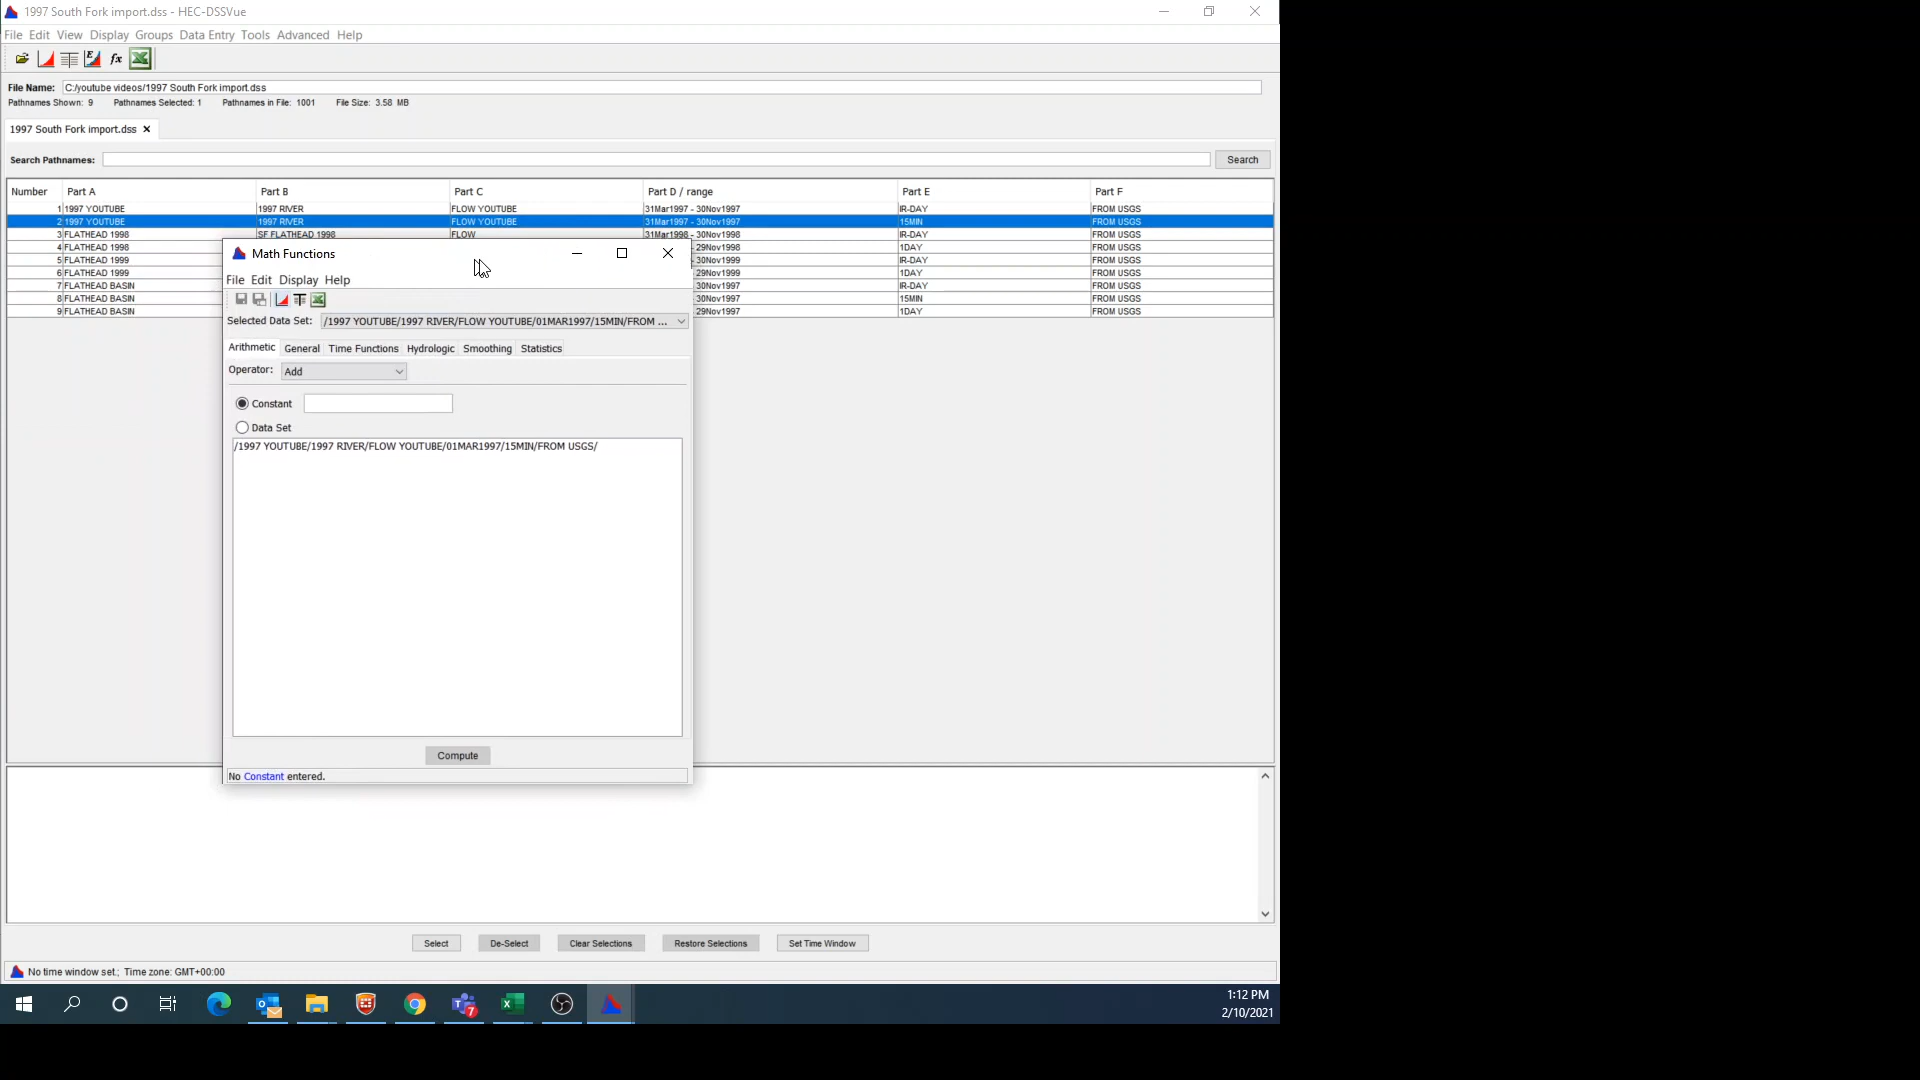 1997 South Fork import.dss - HEC-DSSVue
File Edit View Display Groups Data Entry Tools Advanced Help
File Name: C:/youtube videos/1997 South Fork import.dss
Pathnames Shown: 9 Pathnames Selected: 1 Pathnames in File: 1001 File Size: 3.58 MB
1997 South Fork import.dss
Search Pathnames: Search
Number Part A Part B Part C Part D / range Part E Part F
1 1997 YOUTUBE 1997 RIVER FLOW YOUTUBE 31Mar1997 - 30Nov1997 IR-DAY FROM USGS
2 1997 YOUTUBE 1997 RIVER FLOW YOUTUBE 31Mar1997 - 30Nov1997 15MIN FROM USGS
3 FLATHEAD 1998 SF FLATHEAD 1998 FLOW 31Mar1998 - 30Nov1998 IR-DAY FROM USGS
4 FLATHEAD 1998 - 29Nov1998 1DAY FROM USGS
5 FLATHEAD 1999 - 29Nov1999 IR-DAY FROM USGS
6 FLATHEAD 1999 - 29Nov1999 1DAY FROM USGS
7 FLATHEAD BASIN - 30Nov1997 IR-DAY FROM USGS
8 FLATHEAD BASIN - 30Nov1997 15MIN FROM USGS
9 FLATHEAD BASIN - 29Nov1997 1DAY FROM USGS
Math Functions
File Edit Display Help
Selected Data Set: /1997 YOUTUBE/1997 RIVER/FLOW YOUTUBE/01MAR1997/15MIN/FROM ...
Arithmetic General Time Functions Hydrologic Smoothing Statistics
Operator: Add
Constant
Data Set
/1997 YOUTUBE/1997 RIVER/FLOW YOUTUBE/01MAR1997/15MIN/FROM USGS/
Compute
No Constant entered.
Select De-Select Clear Selections Restore Selections Set Time Window
No time window set.; Time zone: GMT+00:00
1:12 PM
2/10/2021